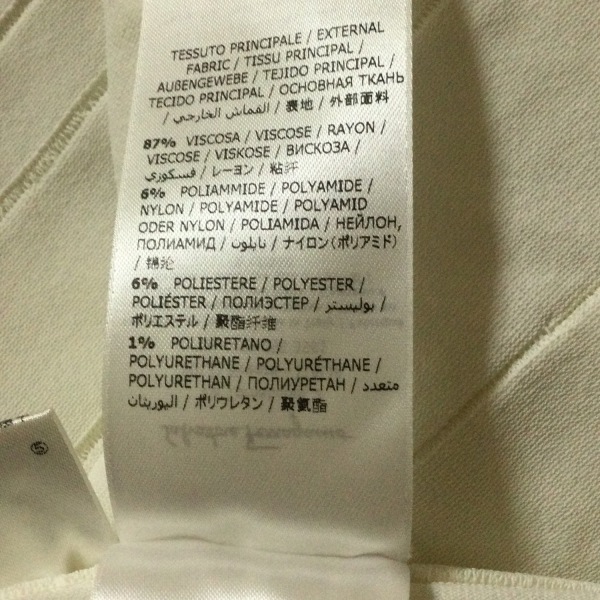 TESSUTO PRINCIPALE / EXTERNAL
FABRIC / TISSU PRINCIPAL /
AUßENGEWEBE / TEJIDO PRINCIPAL /
TECIDO PRINCIPAL / ОСНОВНАЯ ТКАНЬ
/ القماش الخارجي / 裹地 / 外部面料
87% VISCOSA / VISCOSE / RAYON /
VISCOSE / VISKOSE / ВИСКОЗА /
فسكوزي / レーヨン / 粘纤
6% POLIAMMIDE / POLYAMIDE /
NYLON / POLYAMIDE / POLYAMID
ODER NYLON / POLIAMIDA / НЕЙЛОН,
ПОЛИАМИД / نايلون / ナイロン(ポリアミド)
/ 锦纶
6% POLIESTERE / POLYESTER /
POLIÉSTER / ПОЛИЭСТЕР / بوليستر /
ポリエステル / 聚酯纤维
1% POLIURETANO /
POLYURETHANE / POLYURÉTHANE /
POLYURETHAN / ПОЛИУРЕТАН / متعدد
اليوريثان / ポリウレタン / 聚氨酯
Salvatore Ferragamo